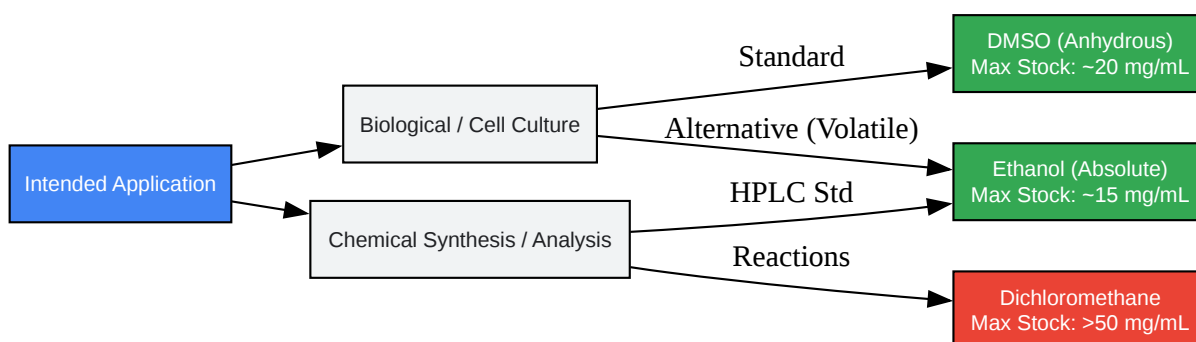 Intended Application
Biological / Cell Culture
Chemical Synthesis / Analysis
Standard
Alternative (Volatile)
HPLC Std
Reactions
DMSO (Anhydrous)
Max Stock: ~20 mg/mL
Ethanol (Absolute)
Max Stock: ~15 mg/mL
Dichloromethane
Max Stock: >50 mg/mL